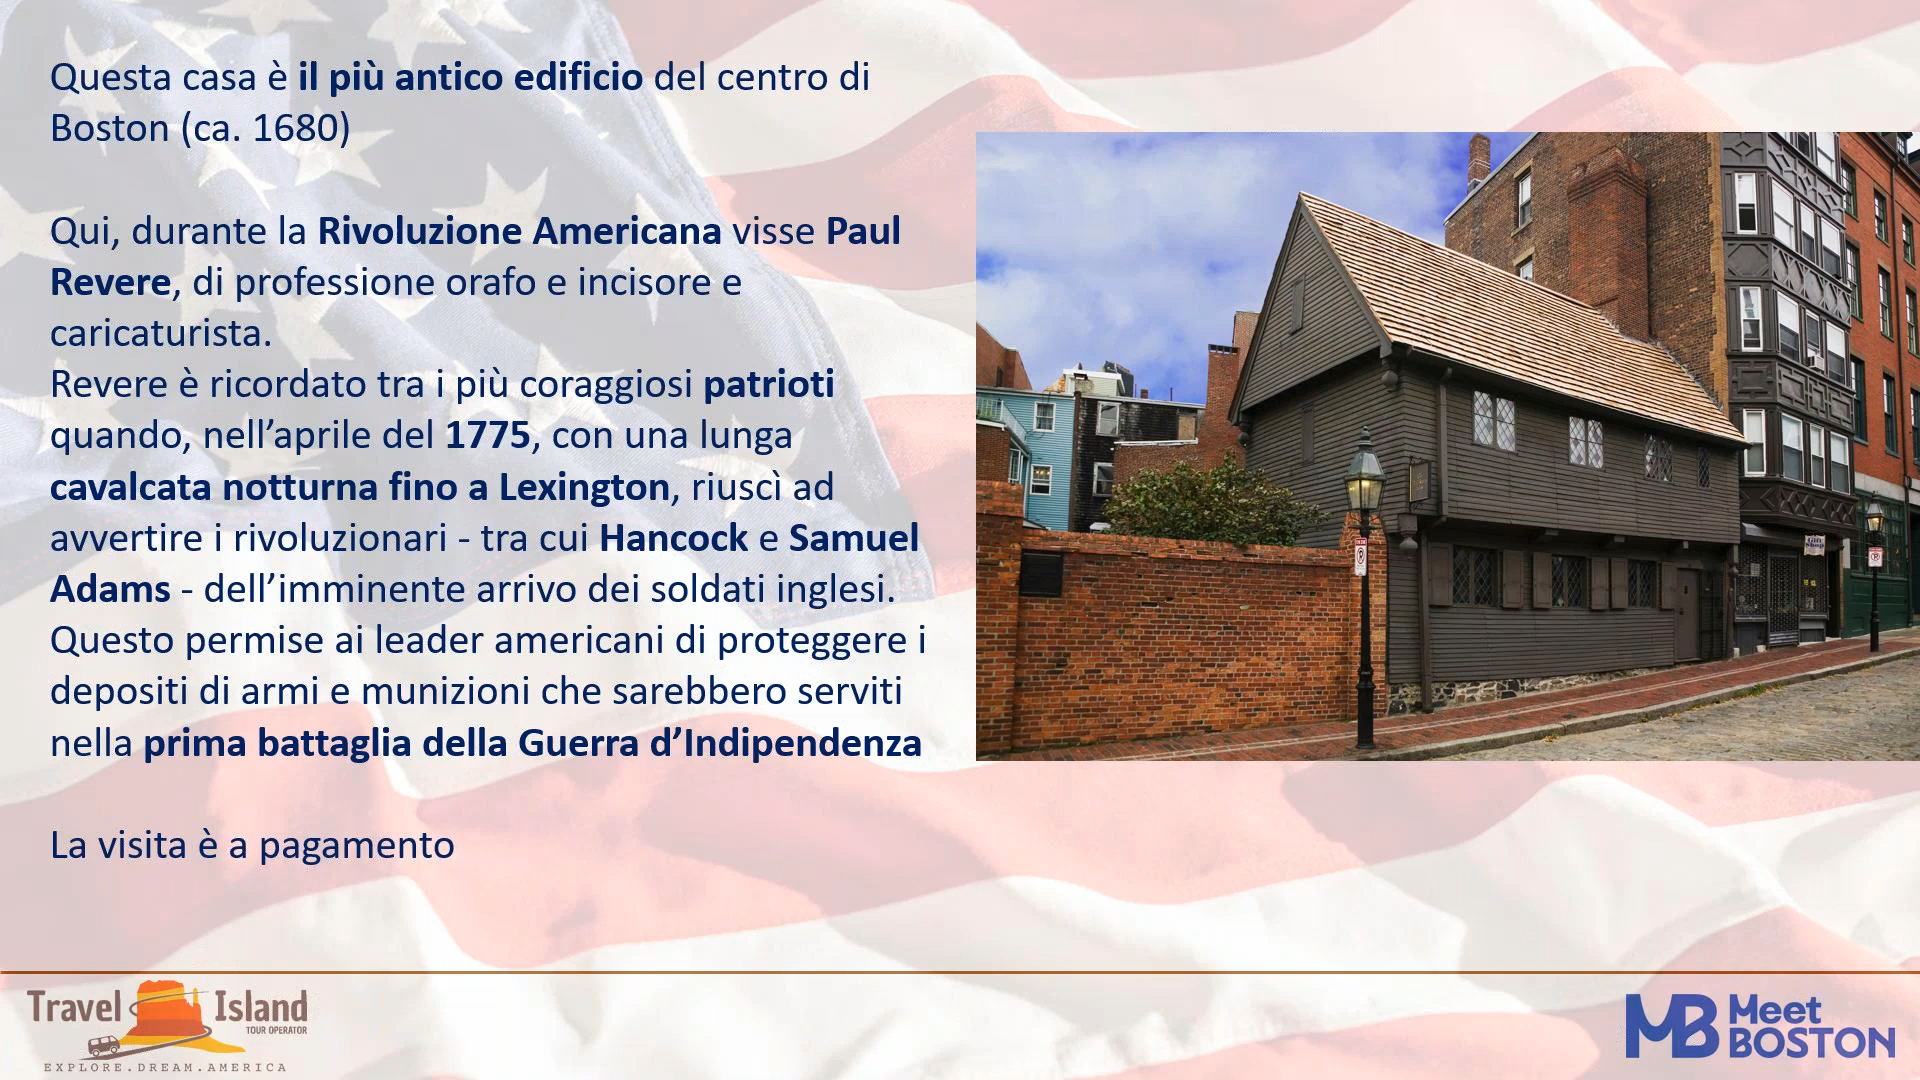 Questa casa è il più antico edificio del centro di
Boston (ca. 1680)
Qui, durante la Rivoluzione Americana visse Paul
Revere, di professione orafo e incisore e
caricaturista.
Revere è ricordato tra i più coraggiosi patrioti
quando, nell’aprile del 1775, con una lunga
cavalcata notturna fino a Lexington, riuscì ad
avvertire i rivoluzionari - tra cui Hancock e Samuel
Adams - dell’imminente arrivo dei soldati inglesi.
Questo permise ai leader americani di proteggere i
depositi di armi e munizioni che sarebbero serviti
nella prima battaglia della Guerra d’Indipendenza
La visita è a pagamento
Gift
Shop
Travel Island
TOUR OPERATOR
EXPLORE.DREAM.AMERICA
MB Meet
BOSTON